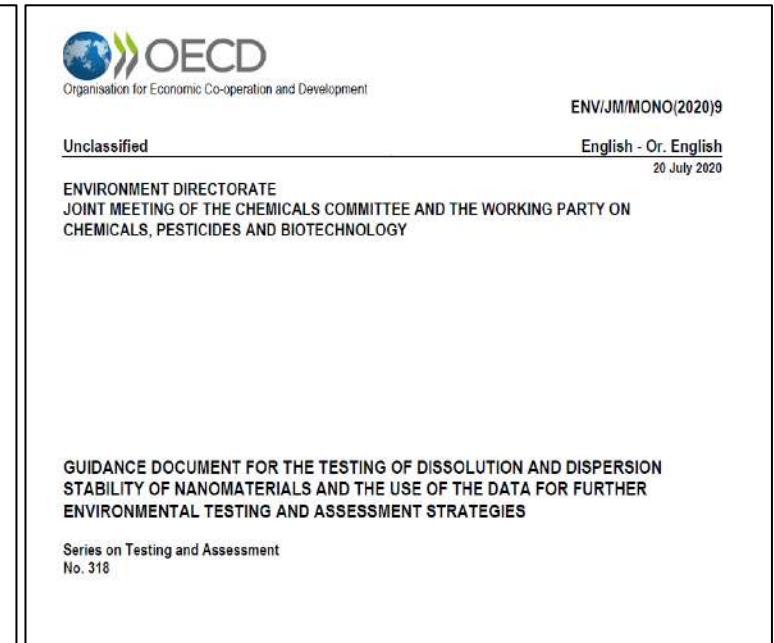 OECD
Organisation for Economic Co-operation and Development
ENV/JM/MONO(2020)9
Unclassified
English - Or. English
20 July 2020
ENVIRONMENT DIRECTORATE
JOINT MEETING OF THE CHEMICALS COMMITTEE AND THE WORKING PARTY ON
CHEMICALS, PESTICIDES AND BIOTECHNOLOGY
GUIDANCE DOCUMENT FOR THE TESTING OF DISSOLUTION AND DISPERSION
STABILITY OF NANOMATERIALS AND THE USE OF THE DATA FOR FURTHER
ENVIRONMENTAL TESTING AND ASSESSMENT STRATEGIES
Series on Testing and Assessment
No. 318